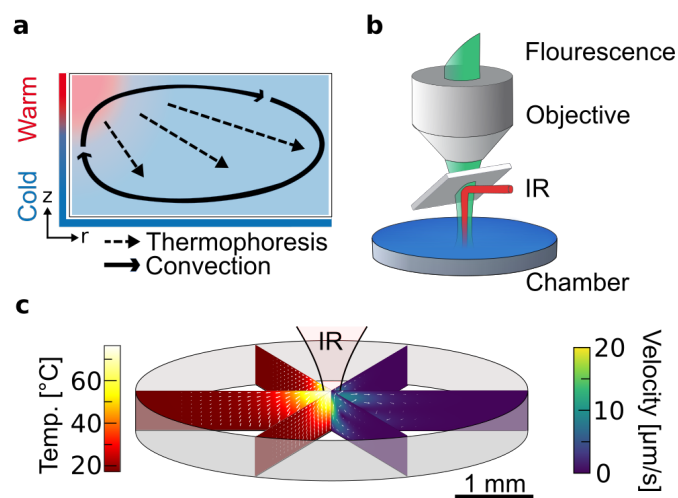 a
Warm
Cold
z
r
Thermophoresis
Convection
b
Flourescence
Objective
IR
Chamber
c
IR
Temp. [°C]
60
40
20
Velocity [µm/s]
20
10
0
1 mm